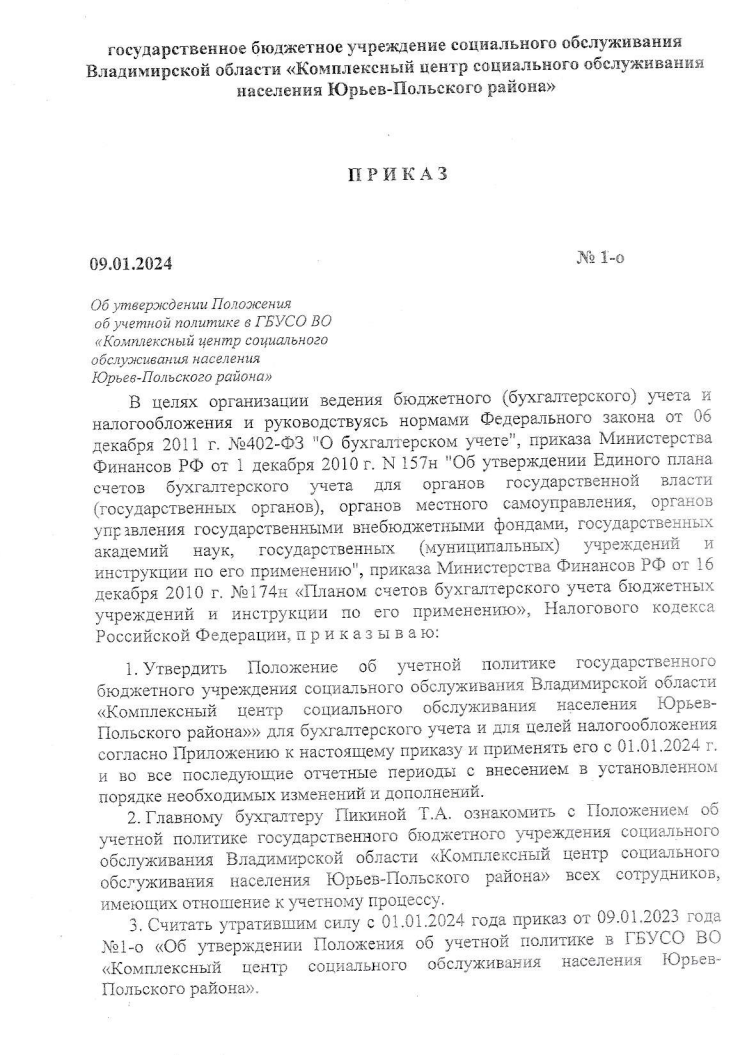 государственное бюджетное учреждение социального обслуживания
Владимирской области «Комплексный центр социального обслуживания
населения Юрьев-Польского района»
П Р И К А З
09.01.2024
№ 1-о
Об утверждении Положения
об учетной политике в ГБУСО ВО
«Комплексный центр социального
обслуживания населения
Юрьев-Польского района»
В целях организации ведения бюджетного (бухгалтерского) учета и
налогообложения и руководствуясь нормами Федерального закона от 06
декабря 2011 г. №402-ФЗ "О бухгалтерском учете", приказа Министерства
Финансов РФ от 1 декабря 2010 г. N 157н "Об утверждении Единого плана
счетов бухгалтерского учета для органов государственной власти
(государственных органов), органов местного самоуправления, органов
управления государственными внебюджетными фондами, государственных
академий наук, государственных (муниципальных) учреждений и
инструкции по его применению", приказа Министерства Финансов РФ от 16
декабря 2010 г. №174н «Планом счетов бухгалтерского учета бюджетных
учреждений и инструкции по его применению», Налогового кодекса
Российской Федерации, п р и к а з ы в а ю:
1. Утвердить Положение об учетной политике государственного
бюджетного учреждения социального обслуживания Владимирской области
«Комплексный центр социального обслуживания населения Юрьев-
Польского района»» для бухгалтерского учета и для целей налогообложения
согласно Приложению к настоящему приказу и применять его с 01.01.2024 г.
и во все последующие отчетные периоды с внесением в установленном
порядке необходимых изменений и дополнений.
2. Главному бухгалтеру Пикиной Т.А. ознакомить с Положением об
учетной политике государственного бюджетного учреждения социального
обслуживания Владимирской области «Комплексный центр социального
обслуживания населения Юрьев-Польского района» всех сотрудников,
имеющих отношение к учетному процессу.
3. Считать утратившим силу с 01.01.2024 года приказ от 09.01.2023 года
№1-о «Об утверждении Положения об учетной политике в ГБУСО ВО
«Комплексный центр социального обслуживания населения Юрьев-
Польского района».